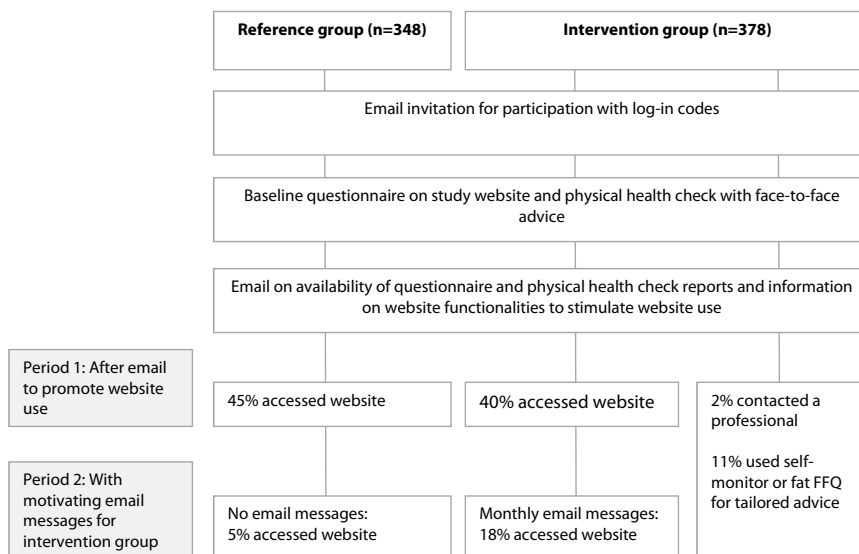 Reference group (n=348)
Intervention group (n=378)
Email invitation for participation with log-in codes
Baseline questionnaire on study website and physical health check with face-to-face
advice
Email on availability of questionnaire and physical health check reports and information
on website functionalities to stimulate website use
Period 1: After email
to promote website
use
45% accessed website
40% accessed website
2% contacted a
professional
11% used self-
monitor or fat FFQ
for tailored advice
Period 2: With
motivating email
messages for
intervention group
No email messages:
5% accessed website
Monthly email messages:
18% accessed website